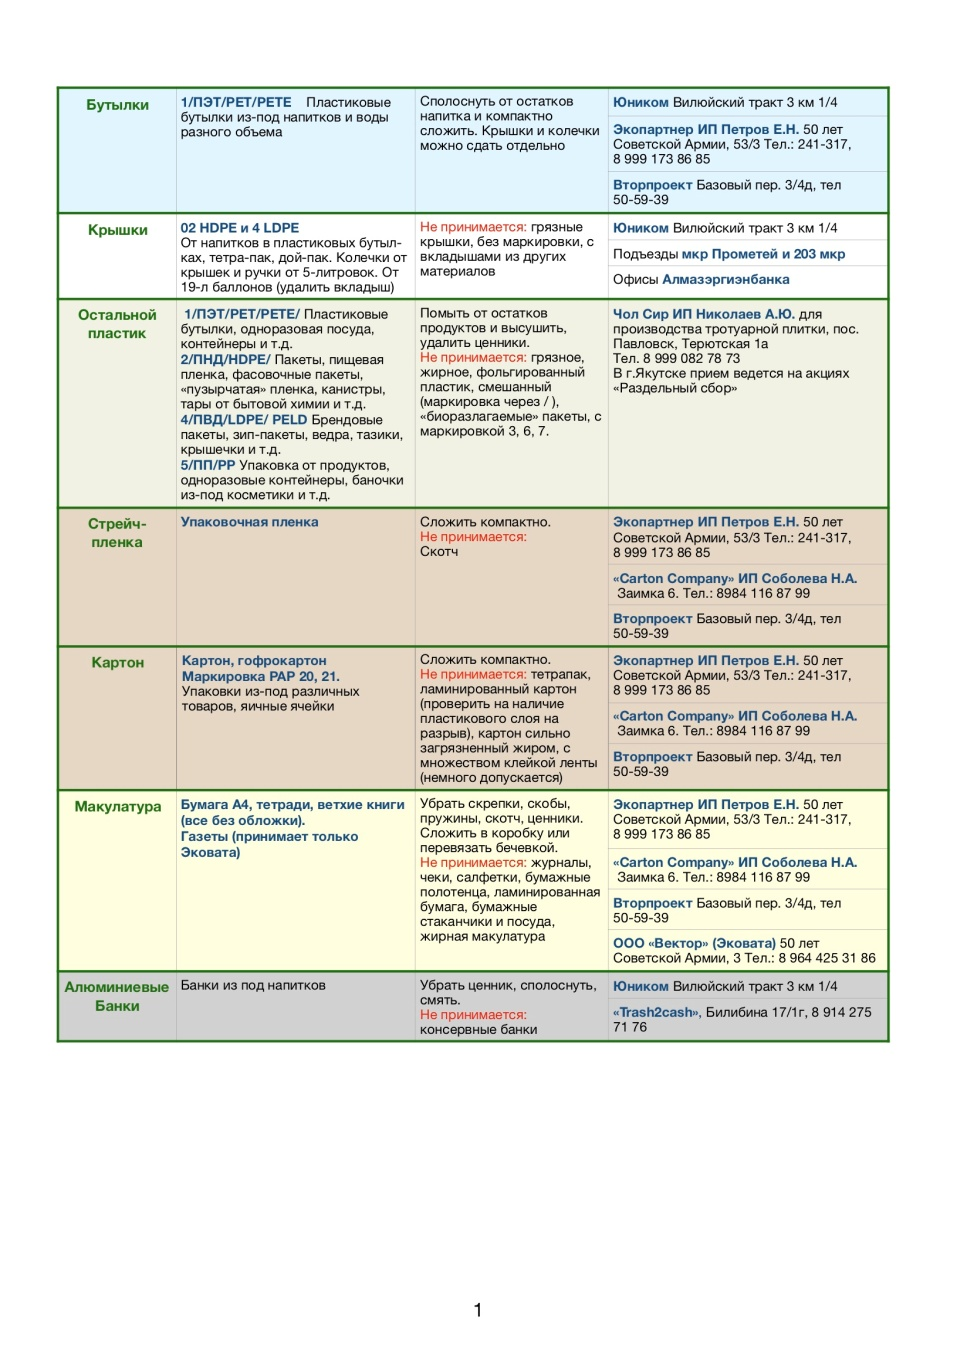 Бутылки
1/ПЭТ/PET/PETE Пластиковые
бутылки из-под напитков и воды
разного объема
Сполоснуть от остатков
напитка и компактно
сложить. Крышки и колечки
можно сдать отдельно
Юником Вилюйский тракт 3 км 1/4
Экопартнер ИП Петров Е.Н. 50 лет
Советской Армии, 53/3 Тел.: 241-317,
8 999 173 86 85
Вторпроект Базовый пер. 3/4д, тел
50-59-39
Крышки
02 HDPE и 4 LDPE
От напитков в пластиковых бутыл-
ках, тетра-пак, дой-пак. Колечки от
крышек и ручки от 5-литровок. От
19-л баллонов (удалить вкладыш)
Не принимается: грязные
крышки, без маркировки, с
вкладышами из других
материалов
Юником Вилюйский тракт 3 км 1/4
Подъезды мкр Прометей и 203 мкр
Офисы Алмазэргиэнбанка
Остальной
пластик
1/ПЭТ/PET/PETE/ Пластиковые
бутылки, одноразовая посуда,
контейнеры и т.д.
2/ПНД/HDPE/ Пакеты, пищевая
пленка, фасовочные пакеты,
«пузырчатая» пленка, канистры,
тары от бытовой химии и т.д.
4/ПВД/LDPE/ PELD Брендовые
пакеты, зип-пакеты, ведра, тазики,
крышечки и т.д.
5/ПП/PP Упаковка от продуктов,
одноразовые контейнеры, баночки
из-под косметики и т.д.
Помыть от остатков
продуктов и высушить,
удалить ценники.
Не принимается: грязное,
жирное, фольгированный
пластик, смешанный
(маркировка через / ),
«биоразлагаемые» пакеты, с
маркировкой 3, 6, 7.
Чол Сир ИП Николаев А.Ю. для
производства тротуарной плитки, пос.
Павловск, Терютская 1а
Тел. 8 999 082 78 73
В г.Якутске прием ведется на акциях
«Раздельный сбор»
Стрейч-
пленка
Упаковочная пленка
Сложить компактно.
Не принимается:
Скотч
Экопартнер ИП Петров Е.Н. 50 лет
Советской Армии, 53/3 Тел.: 241-317,
8 999 173 86 85
«Carton Company» ИП Соболева Н.А.
Заимка 6. Тел.: 8984 116 87 99
Вторпроект Базовый пер. 3/4д, тел
50-59-39
Картон
Картон, гофрокартон
Маркировка PAP 20, 21.
Упаковки из-под различных
товаров, яичные ячейки
Сложить компактно.
Не принимается: тетрапак,
ламинированный картон
(проверить на наличие
пластикового слоя на
разрыв), картон сильно
загрязненный жиром, с
множеством клейкой ленты
(немного допускается)
Экопартнер ИП Петров Е.Н. 50 лет
Советской Армии, 53/3 Тел.: 241-317,
8 999 173 86 85
«Carton Company» ИП Соболева Н.А.
Заимка 6. Тел.: 8984 116 87 99
Вторпроект Базовый пер. 3/4д, тел
50-59-39
Макулатура
Бумага А4, тетради, ветхие книги
(все без обложки).
Газеты (принимает только
Эковата)
Убрать скрепки, скобы,
пружины, скотч, ценники.
Сложить в коробку или
перевязать бечевкой.
Не принимается: журналы,
чеки, салфетки, бумажные
полотенца, ламинированная
бумага, бумажные
стаканчики и посуда,
жирная макулатура
Экопартнер ИП Петров Е.Н. 50 лет
Советской Армии, 53/3 Тел.: 241-317,
8 999 173 86 85
«Carton Company» ИП Соболева Н.А.
Заимка 6. Тел.: 8984 116 87 99
Вторпроект Базовый пер. 3/4д, тел
50-59-39
ООО «Вектор» (Эковата) 50 лет
Советской Армии, 3 Тел.: 8 964 425 31 86
Алюминиевые
Банки
Банки из под напитков
Убрать ценник, сполоснуть,
смять.
Не принимается:
консервные банки
Юником Вилюйский тракт 3 км 1/4
«Trash2cash», Билибина 17/1г, 8 914 275
71 76
1